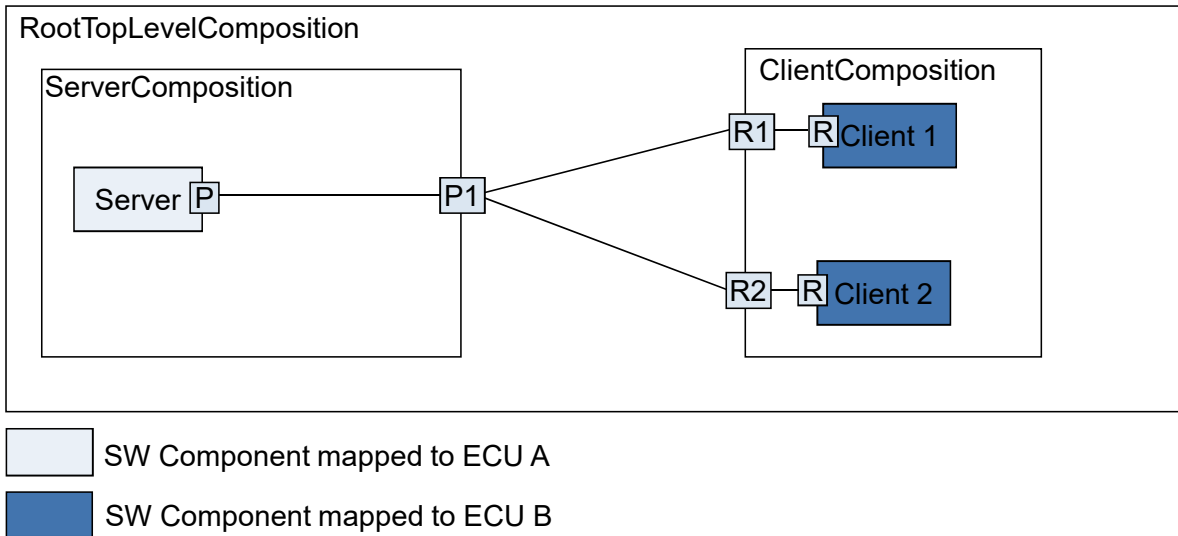 RootTopLevelComposition
ServerComposition
ClientComposition
R1
R
Client 1
Server
P
P1
R2
R
Client 2
SW Component mapped to ECU A
SW Component mapped to ECU B